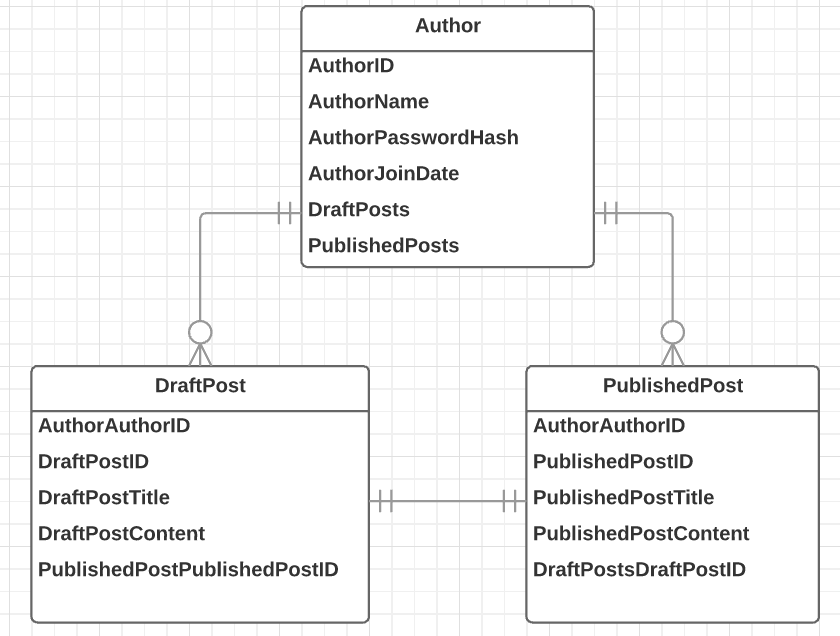 Author
AuthorID
AuthorName
AuthorPasswordHash
AuthorJoinDate
DraftPosts
PublishedPosts
DraftPost
AuthorAuthorID
DraftPostID
DraftPostTitle
DraftPostContent
PublishedPostPublishedPostID
PublishedPost
AuthorAuthorID
PublishedPostID
PublishedPostTitle
PublishedPostContent
DraftPostsDraftPostID